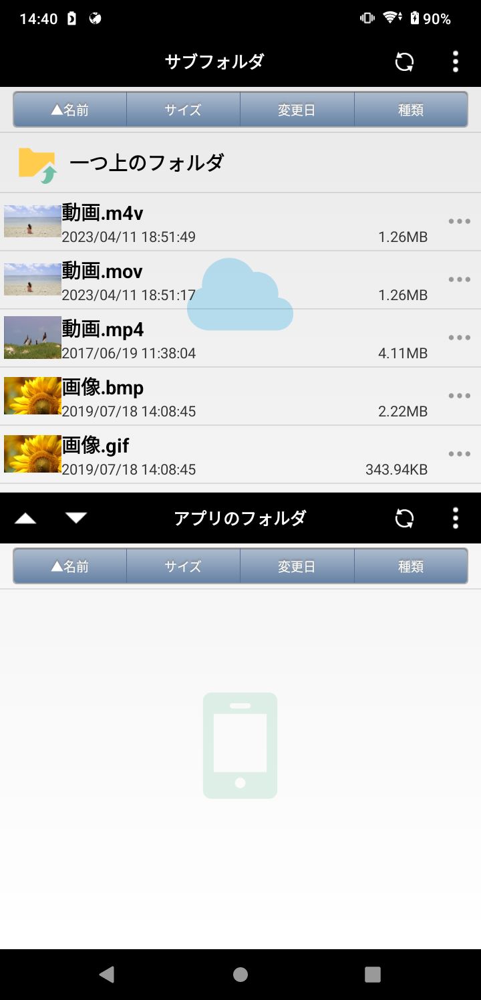 14:40 90%
サブフォルダ
▲名前 サイズ 変更日 種類
一つ上のフォルダ
動画.m4v
2023/04/11 18:51:49 1.26MB
動画.mov
2023/04/11 18:51:17 1.26MB
動画.mp4
2017/06/19 11:38:04 4.11MB
画像.bmp
2019/07/18 14:08:45 2.22MB
画像.gif
2019/07/18 14:08:45 343.94KB
アプリのフォルダ
▲名前 サイズ 変更日 種類